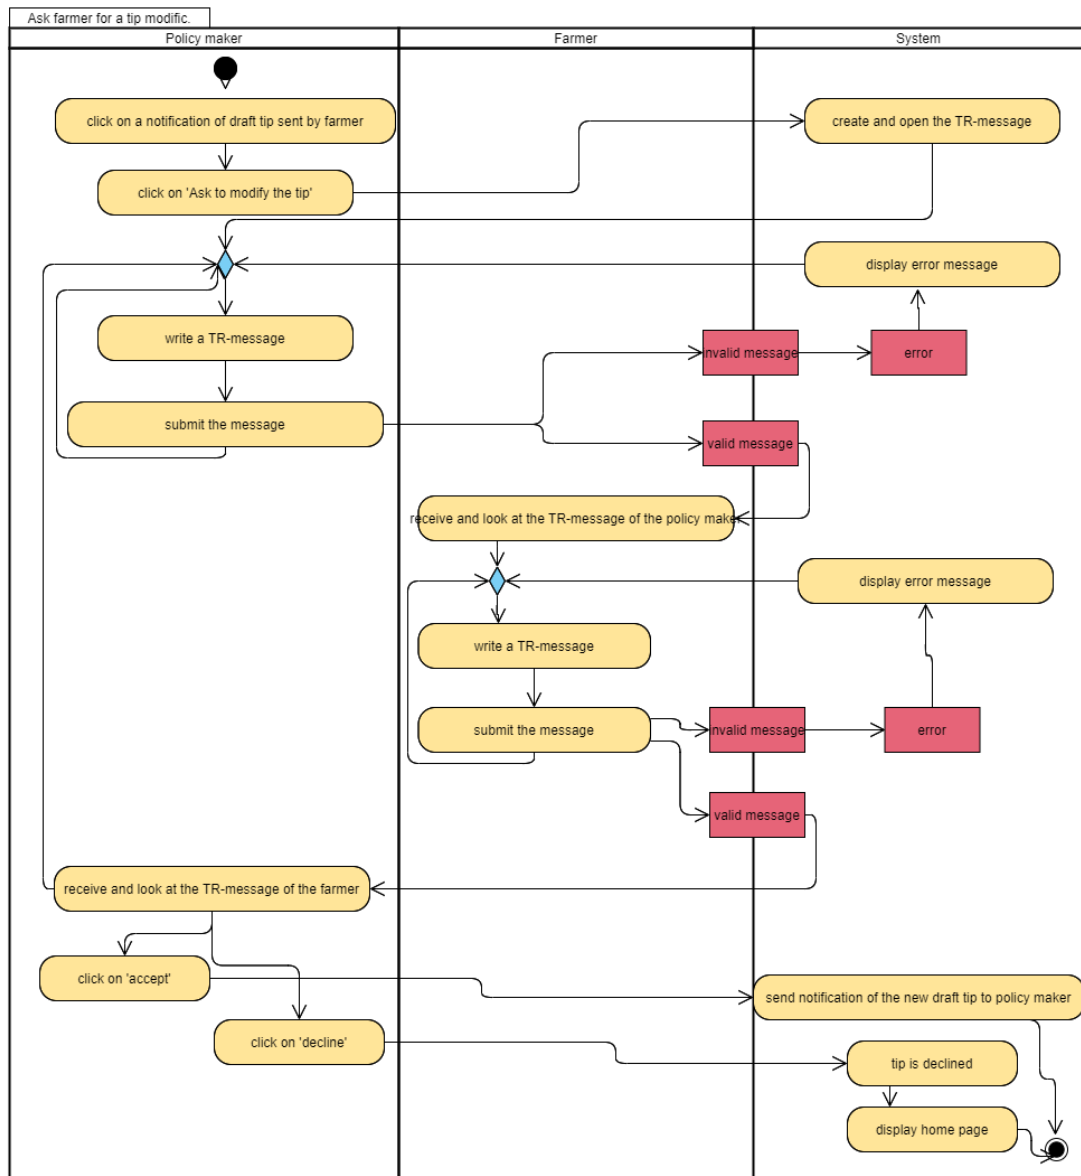 Ask farmer for a tip modific.
Policy maker
Farmer
System
click on a notification of draft tip sent by farmer
create and open the TR-message
click on 'Ask to modify the tip'
display error message
write a TR-message
nvalid message
error
submit the message
valid message
receive and look at the TR-message of the policy maker
display error message
write a TR-message
submit the message
nvalid message
error
valid message
receive and look at the TR-message of the farmer
click on 'accept'
send notification of the new draft tip to policy maker
click on 'decline'
tip is declined
display home page